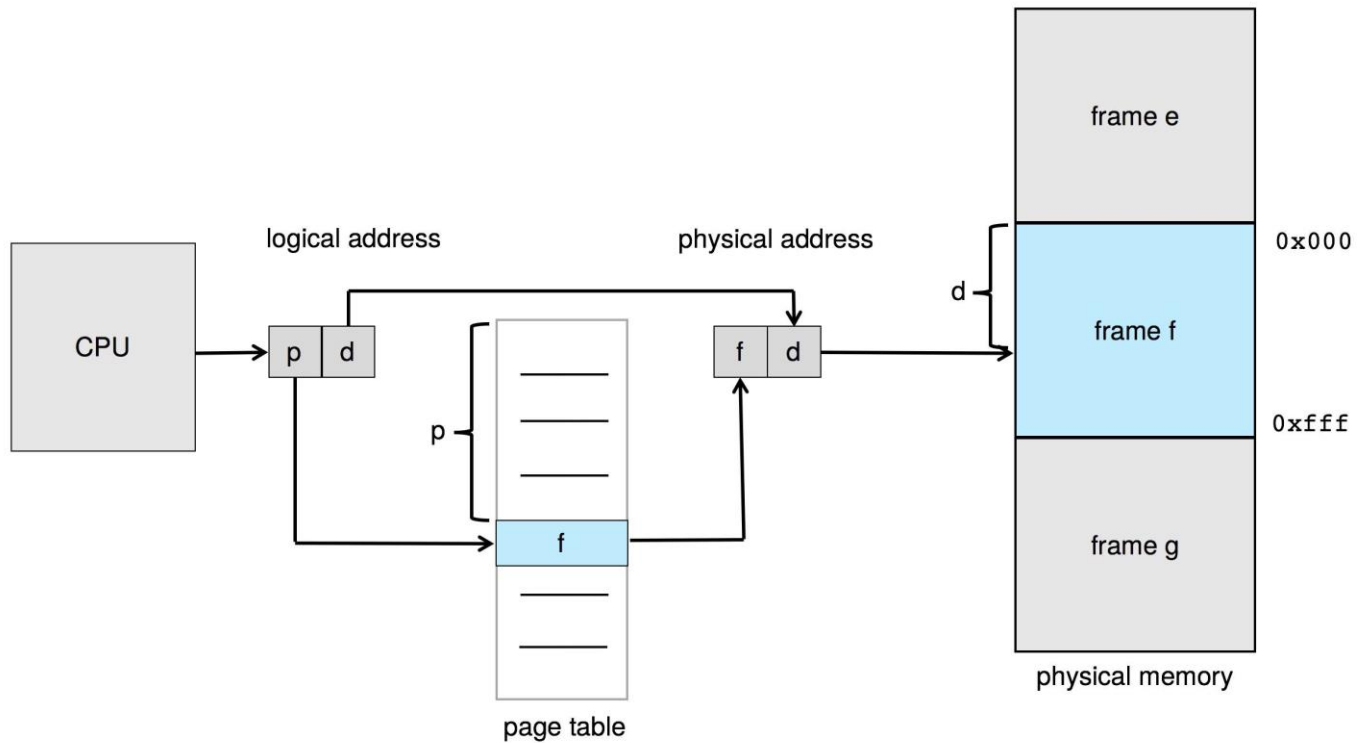 frame e
logical address
physical address
0x000
d
frame f
CPU
p
d
f
d
p
0xfff
f
frame g
physical memory
page table